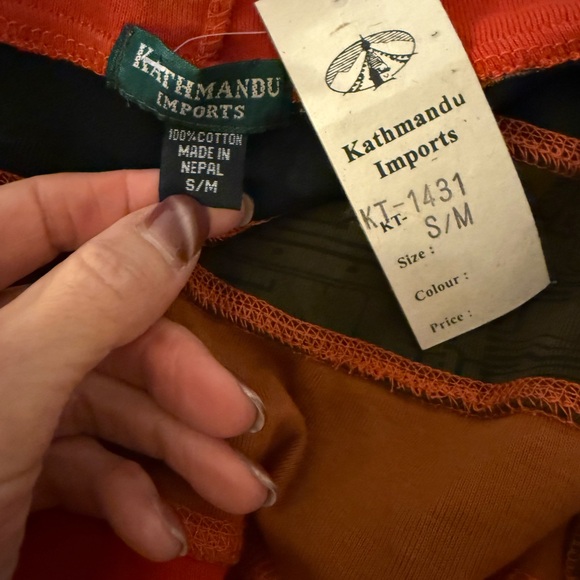 KATHMANDU
IMPORTS
100% COTTON
MADE IN
NEPAL
S/M
Kathmandu
Imports
KT-1431
KT-
S/M
Size :
Colour :
Price :